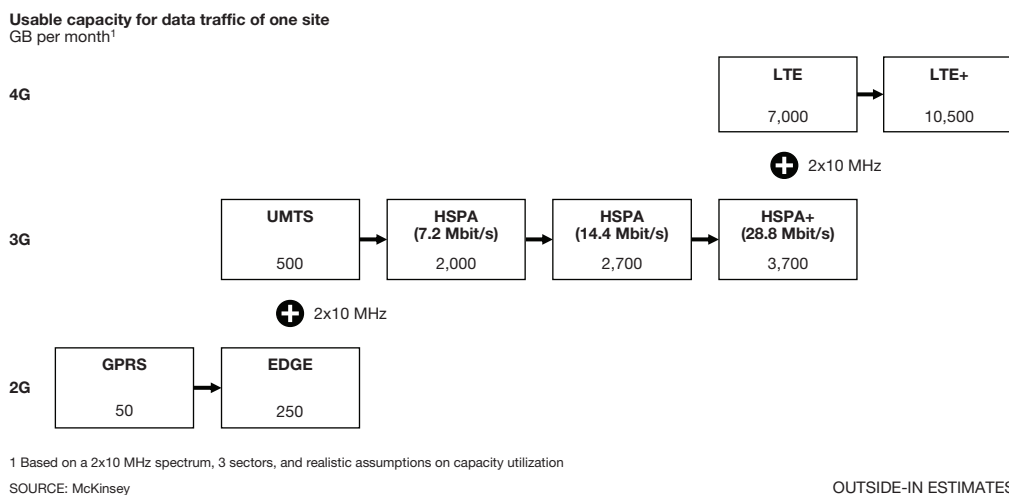 Usable capacity for data traffic of one site
GB per month¹
4G
LTE
7,000
LTE+
10,500
2x10 MHz
3G
UMTS
500
HSPA
(7.2 Mbit/s)
2,000
HSPA
(14.4 Mbit/s)
2,700
HSPA+
(28.8 Mbit/s)
3,700
2x10 MHz
2G
GPRS
50
EDGE
250
1 Based on a 2x10 MHz spectrum, 3 sectors, and realistic assumptions on capacity utilization
SOURCE: McKinsey
OUTSIDE-IN ESTIMATES